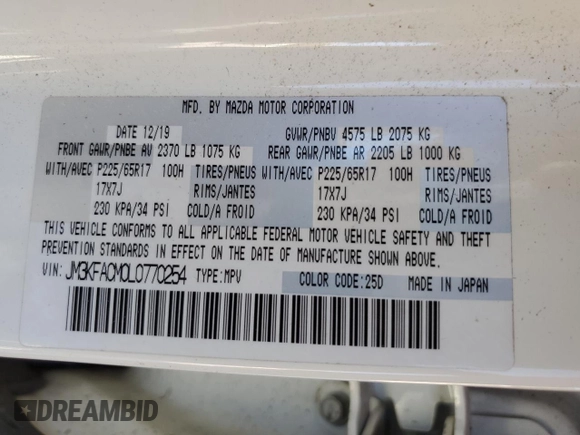 MFD. BY MAZDA MOTOR CORPORATION
DATE 12/19 GVWR/PNBV 4575 LB 2075 KG
FRONT GAWR/PNBE AV 2370 LB 1075 KG REAR GAWR/PNBE AR 2205 LB 1000 KG
WITH/AVEC P225/65R17 100H TIRES/PNEUS WITH/AVEC P225/65R17 100H TIRES/PNEUS
17X7J RIMS/JANTES 17X7J RIMS/JANTES
230 KPA/34 PSI COLD/A FROID 230 KPA/34 PSI COLD/A FROID
THIS VEHICLE CONFORMS TO ALL APPLICABLE FEDERAL MOTOR VEHICLE SAFETY AND THEFT
PREVENTION STANDARDS IN EFFECT ON THE DATE OF MANUFACTURE SHOWN ABOVE.
VIN: JM3KFACM0L0770254 TYPE:MPV COLOR CODE:25D MADE IN JAPAN
DREAMBID